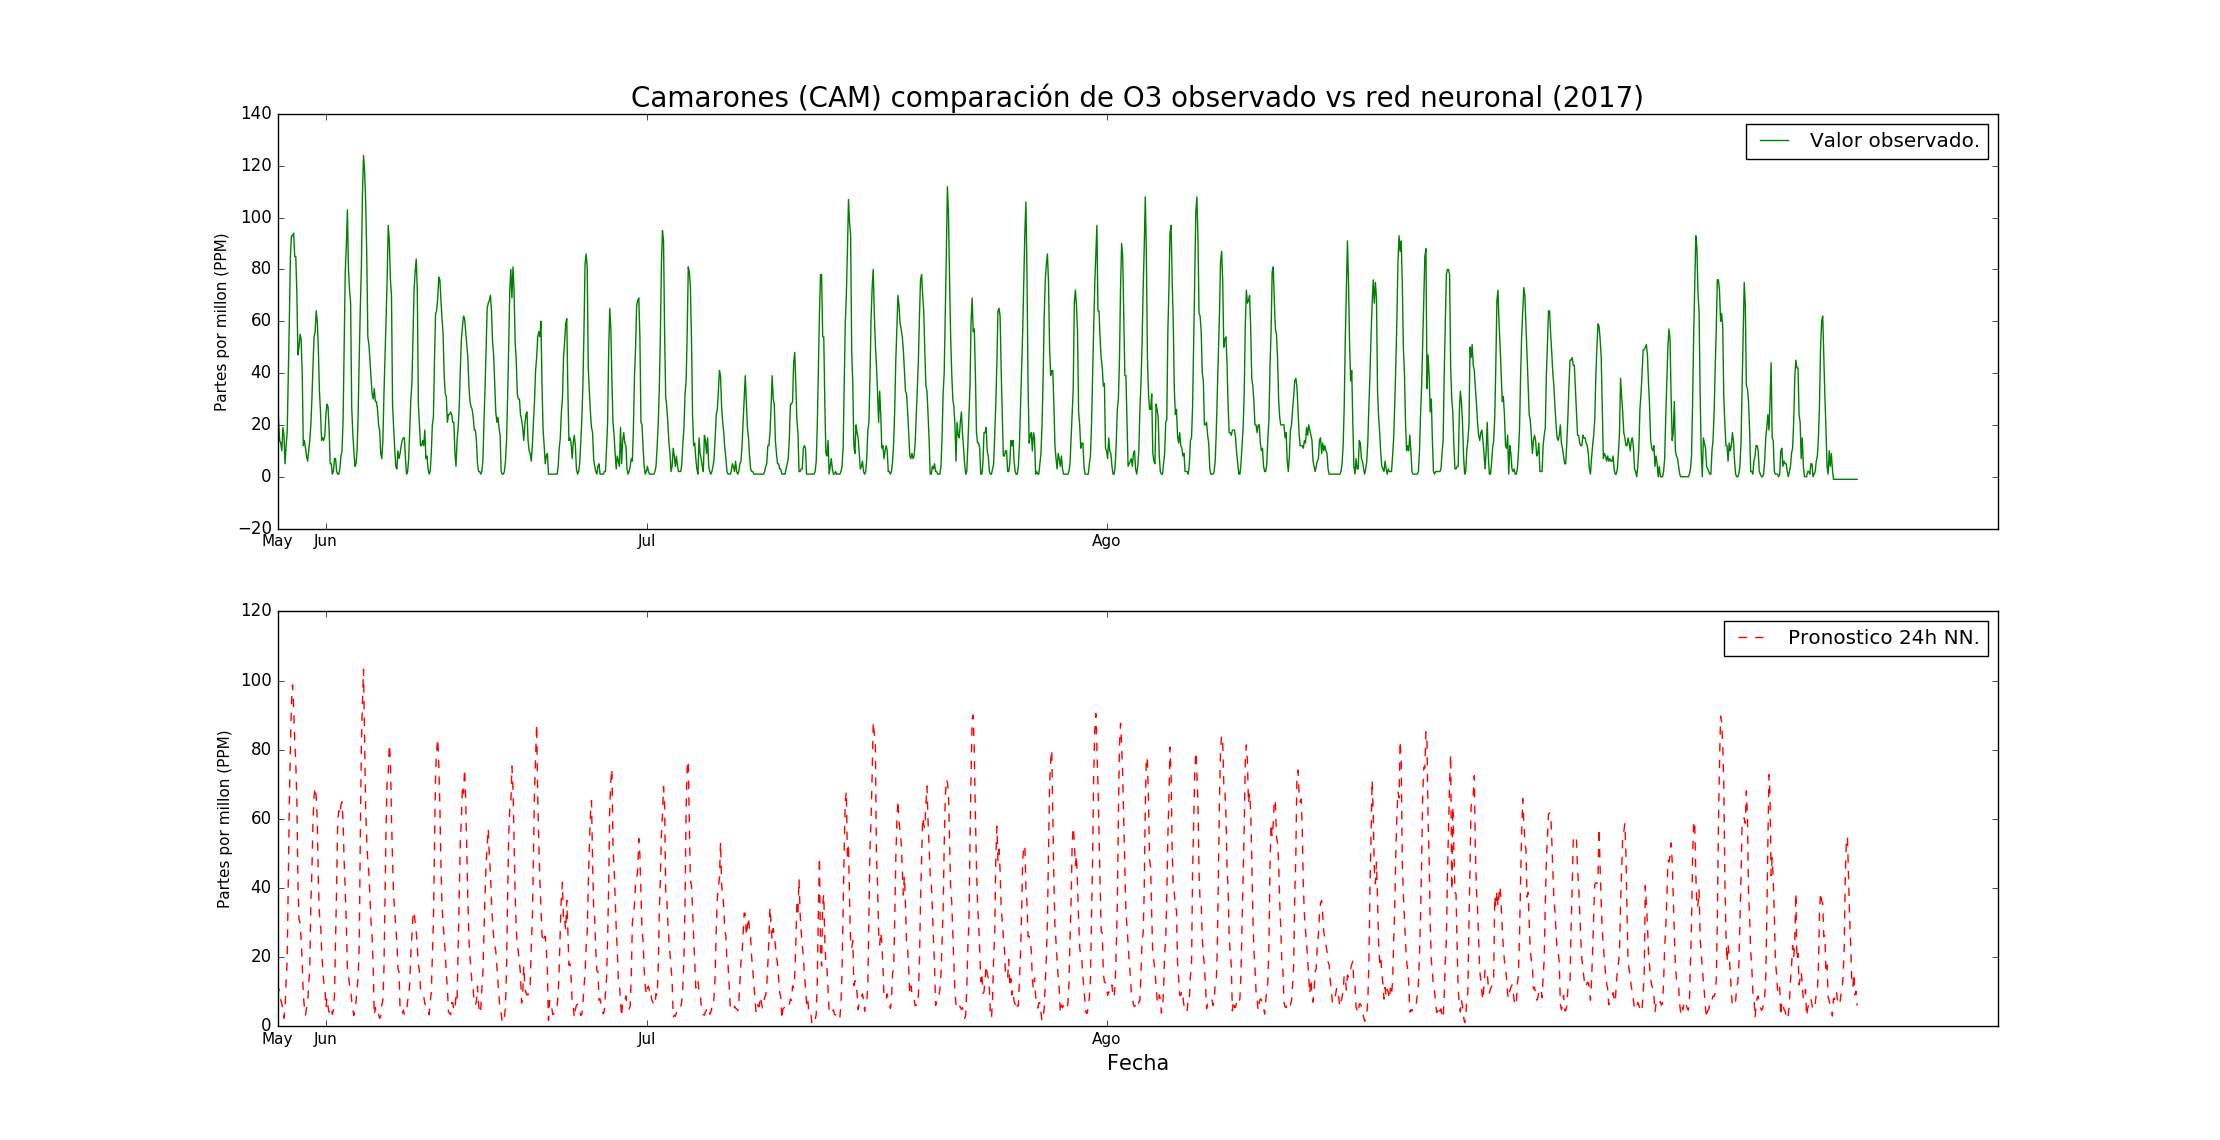 Camarones (CAM) comparación de O3 observado vs red neuronal (2017)
140
120
100
80
60
40
20
0
−20
Partes por millon (PPM)
Valor observado.
May
Jun
Jul
Ago
120
100
80
60
40
20
0
Partes por millon (PPM)
Pronostico 24h NN.
May
Jun
Jul
Ago
Fecha